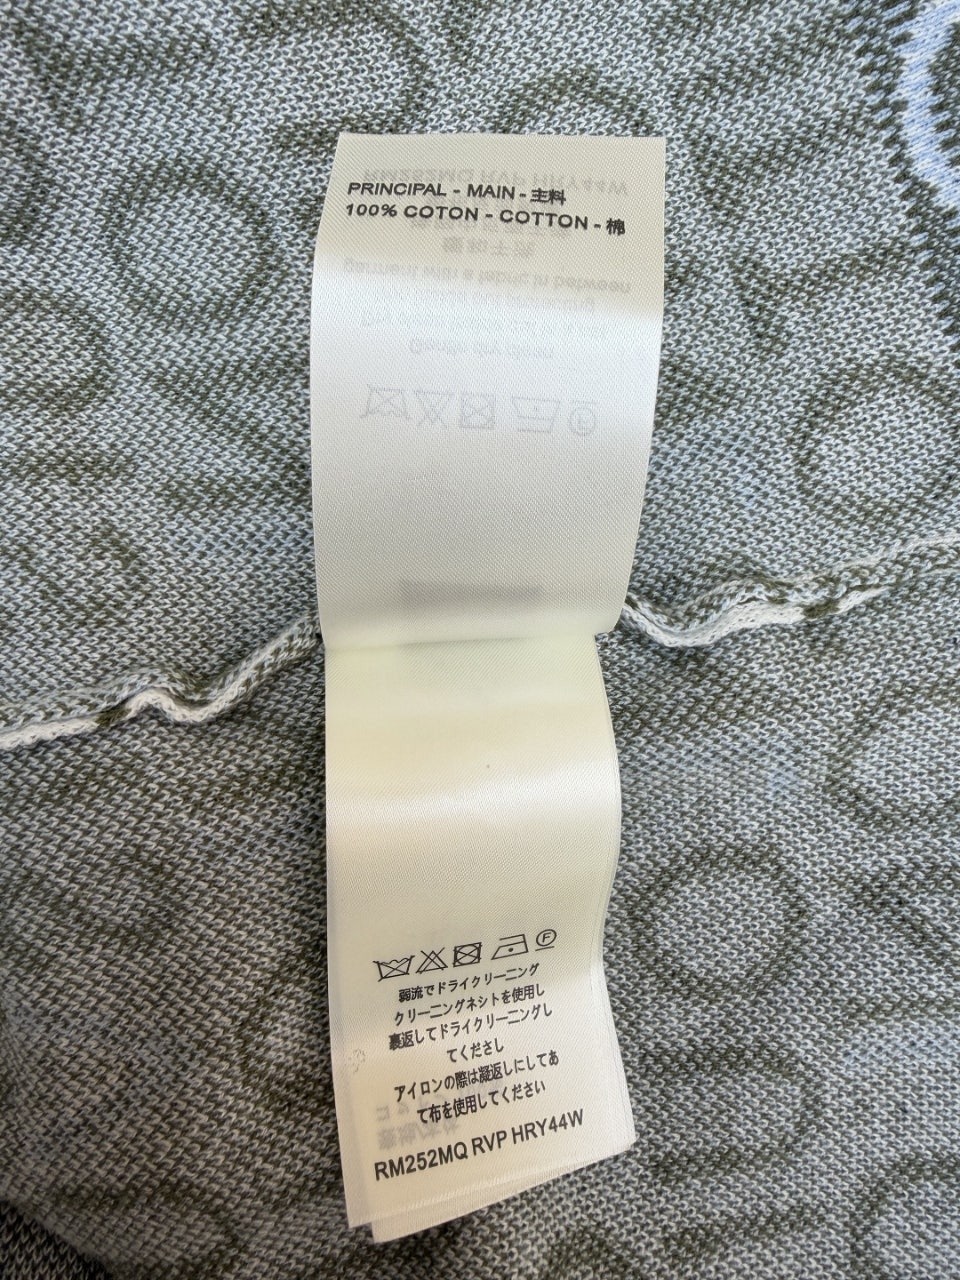 PRINCIPAL - MAIN - 主料
100% COTON - COTTON - 棉
弱流でドライクリーニング
クリーニングネシトを使用し
裏返してドライクリーニングし
てくださし
アイロンの際は凝返しにしてあ
て布を使用してください
RM252MQ RVP HRY44W